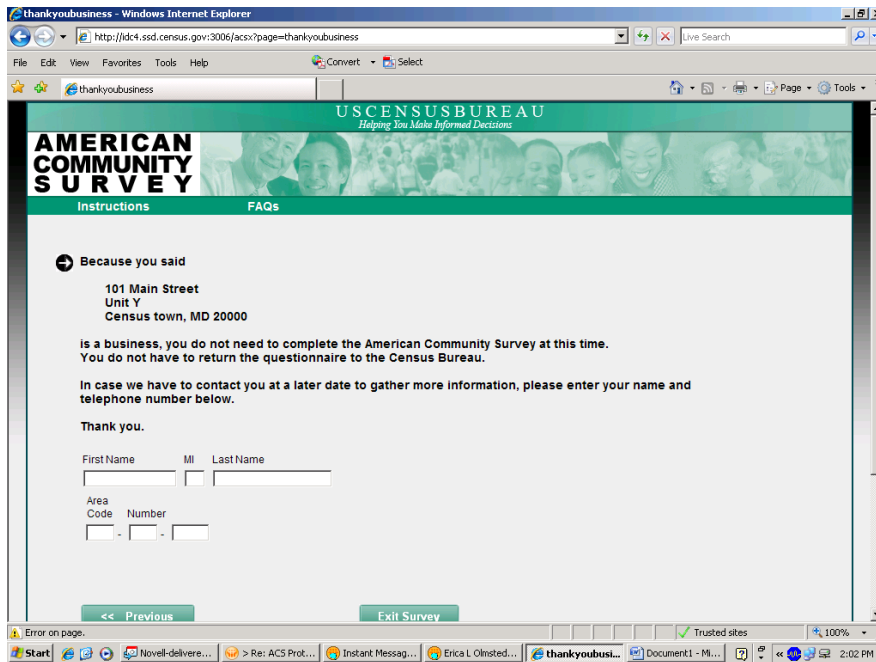 thankyoubusiness - Windows Internet Explorer
http://idc4.ssd.census.gov:3006/acsx?page=thankyoubusiness
Live Search
File Edit View Favorites Tools Help
Convert Select
thankyoubusiness
Page Tools
USCENSUSBUREAU
Helping You Make Informed Decisions
AMERICAN
COMMUNITY
SURVEY
Instructions FAQs
Because you said
101 Main Street
Unit Y
Census town, MD 20000
is a business, you do not need to complete the American Community Survey at this time.
You do not have to return the questionnaire to the Census Bureau.
In case we have to contact you at a later date to gather more information, please enter your name and
telephone number below.
Thank you.
First Name MI Last Name
Area
Code Number
- -
<< Previous Exit Survey
Error on page. Trusted sites 100%
Start Novell-delivere... > Re: ACS Prot... Instant Messag... Erica L Olmsted... thankyoubusi... Document1 - Mi... 2:02 PM